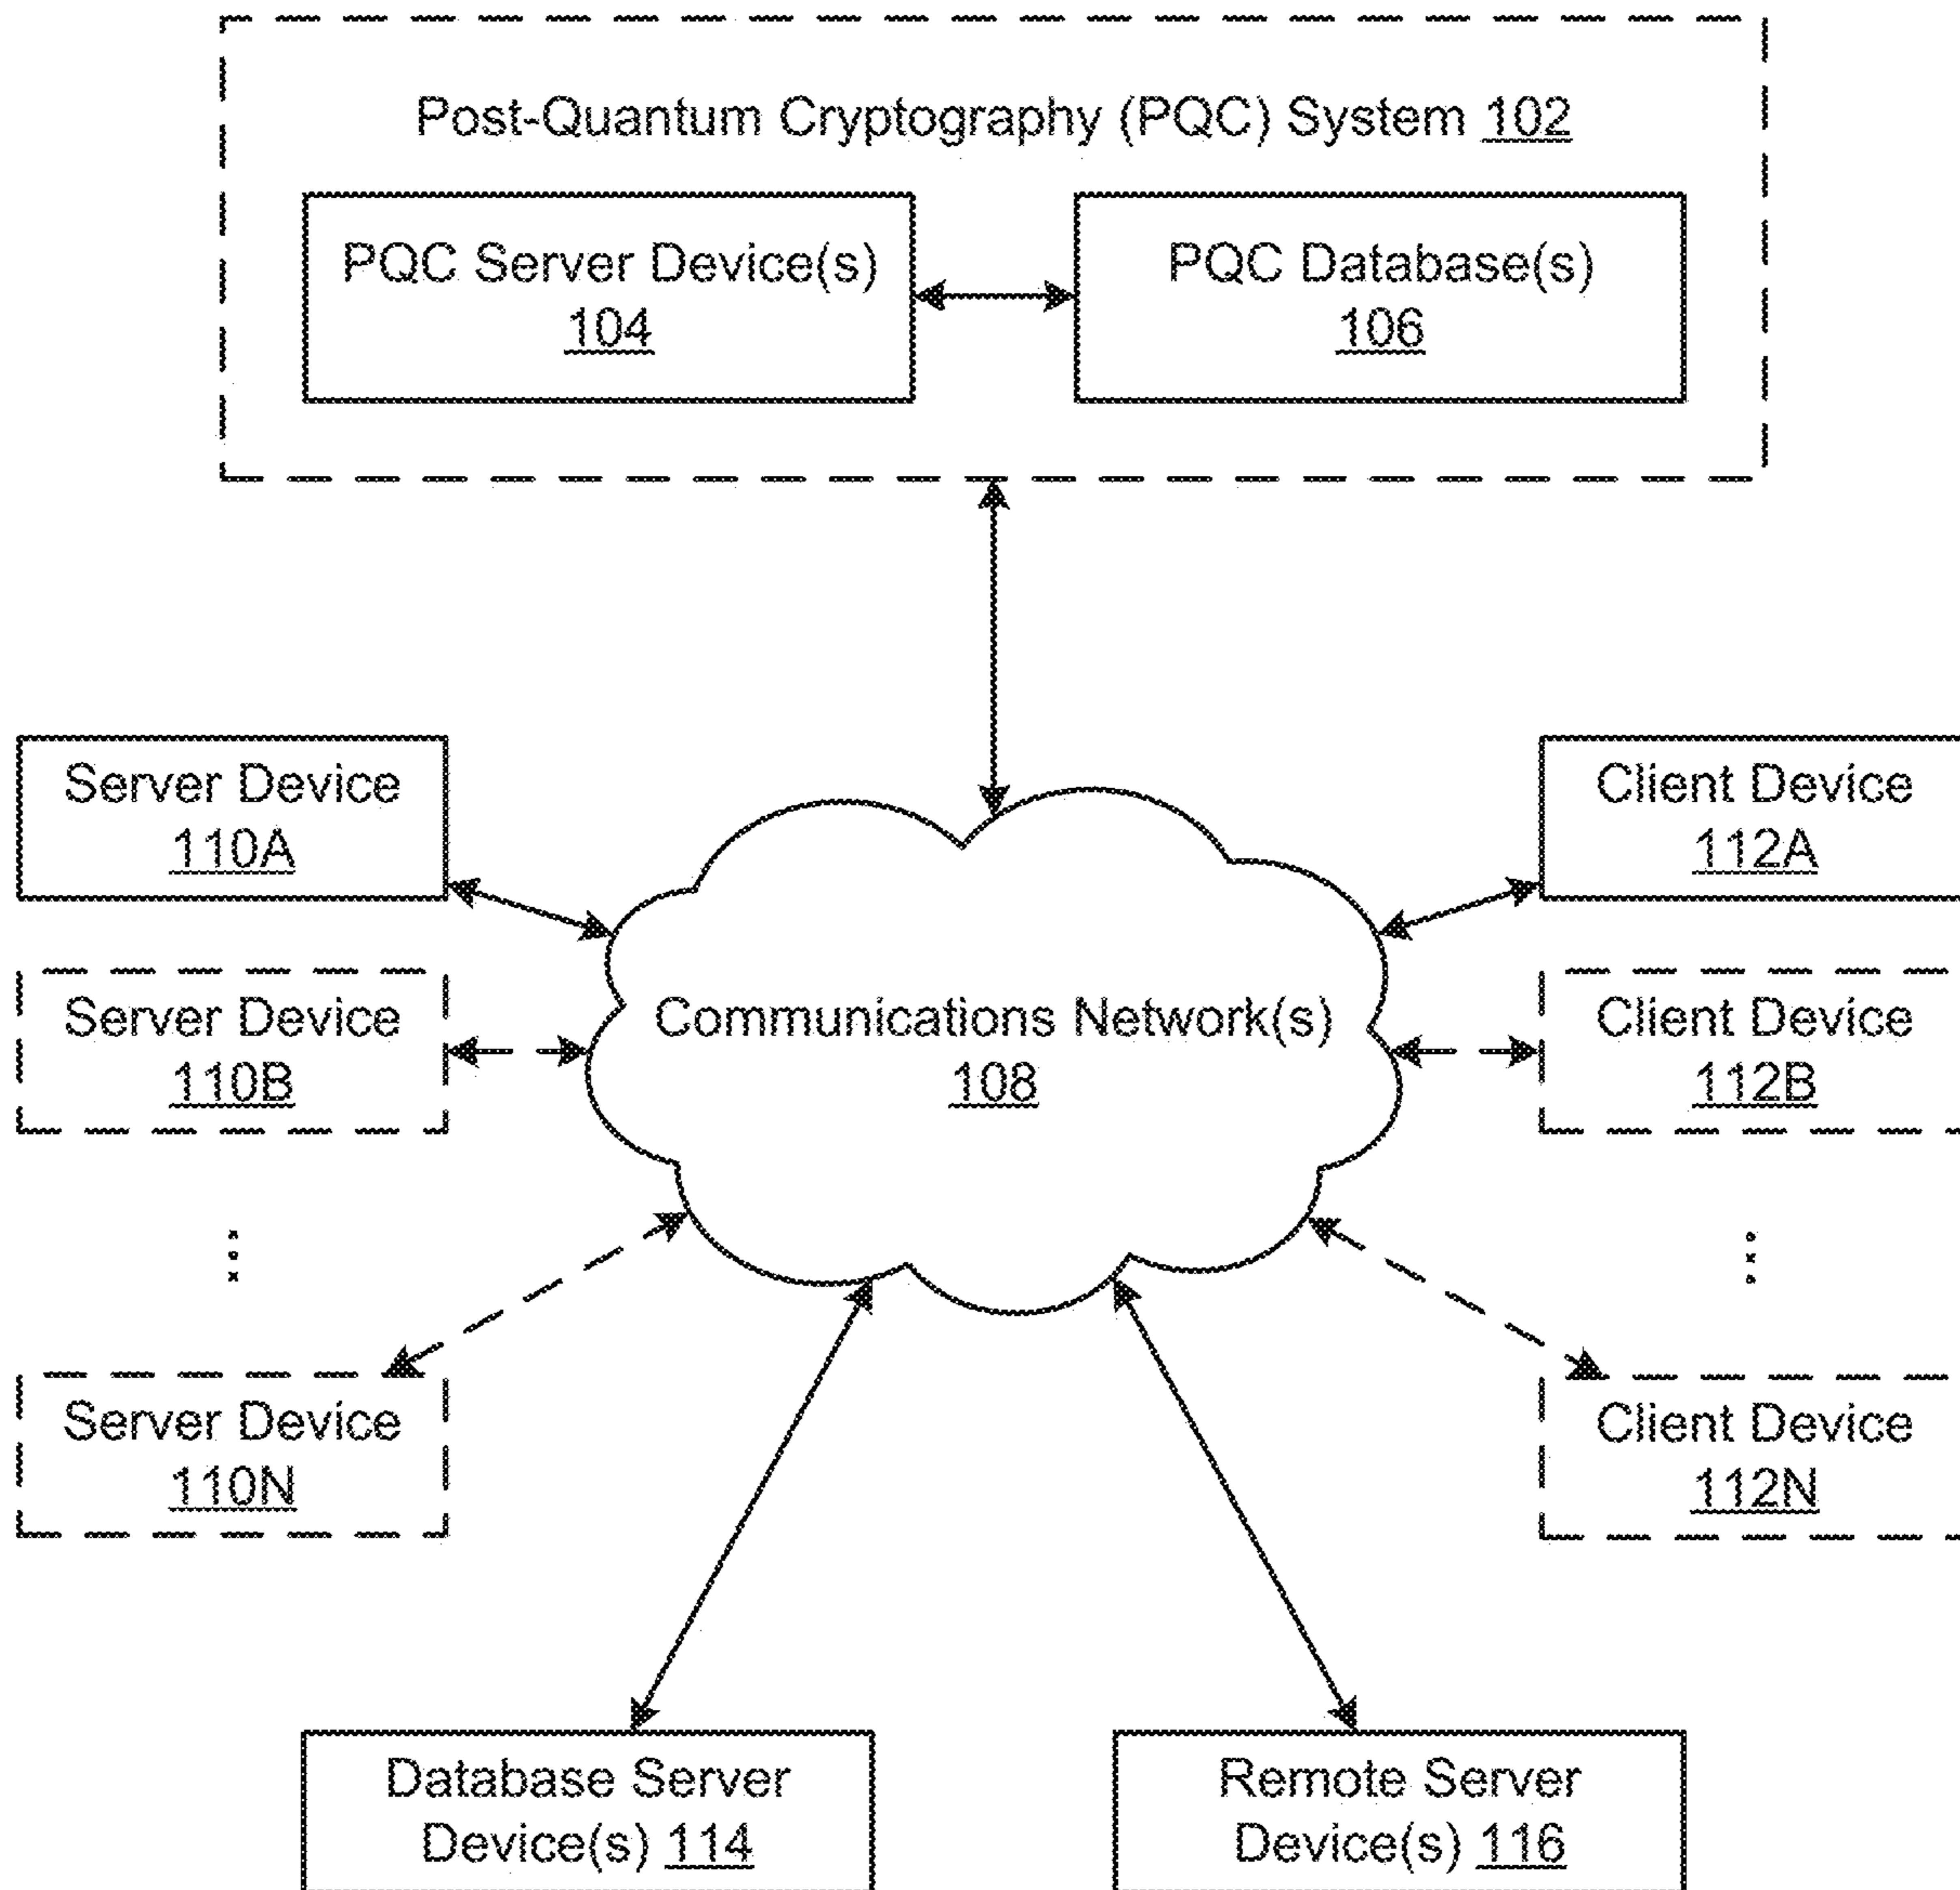 Post-Quantum Cryptography (PQC) System 102
PQC Server Device(s)
104
PQC Database(s)
106
Server Device
110A
Client Device
112A
Server Device
110B
Communications Network(s)
108
Client Device
112B
Server Device
110N
Client Device
112N
Database Server
Device(s) 114
Remote Server
Device(s) 116